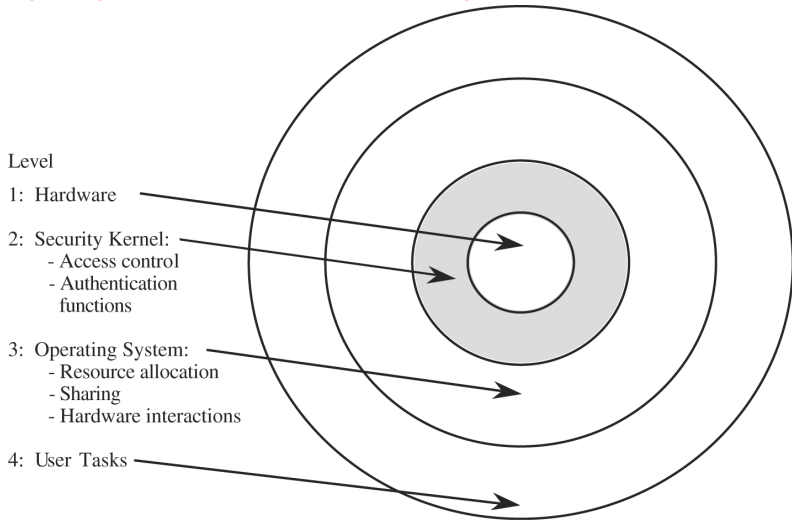 Level
1: Hardware
2: Security Kernel:
- Access control
- Authentication
functions
3: Operating System:
- Resource allocation
- Sharing
- Hardware interactions
4: User Tasks